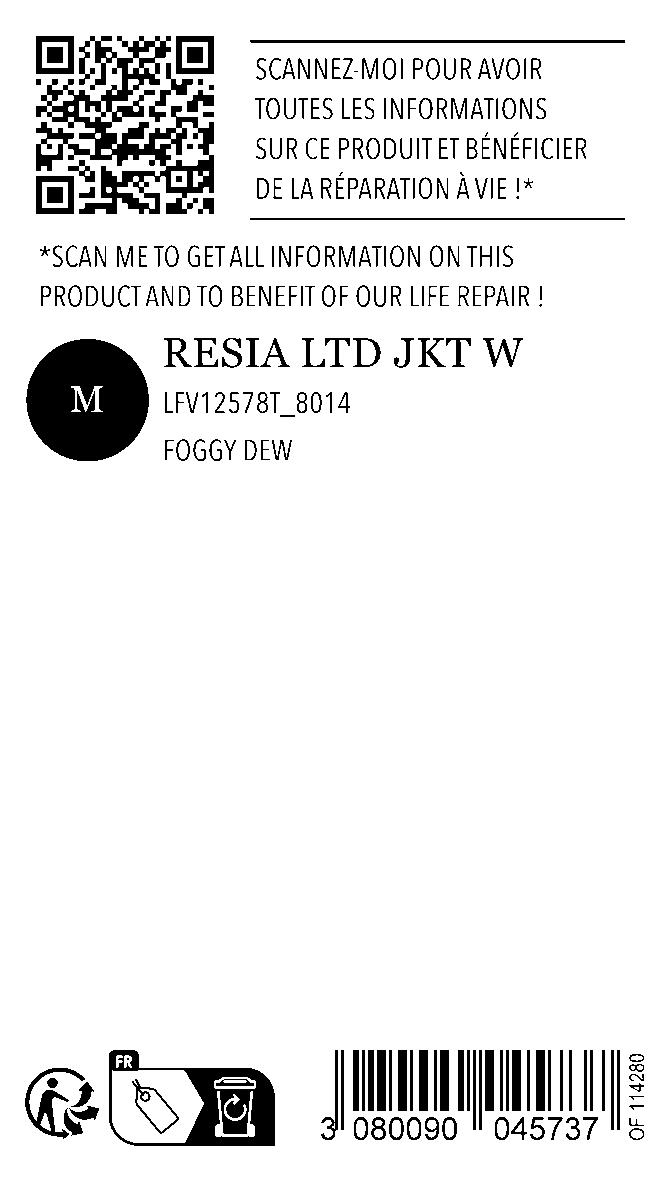 SCANNEZ-MOI POUR AVOIR
TOUTES LES INFORMATIONS
SUR CE PRODUIT ET BÉNÉFICIER
DE LA RÉPARATION À VIE !*
*SCAN ME TO GET ALL INFORMATION ON THIS
PRODUCT AND TO BENEFIT OF OUR LIFE REPAIR !
RESIA LTD JKT W
M
LFV12578T_8014
FOGGY DEW
FR
3 080090 045737
OF 114280